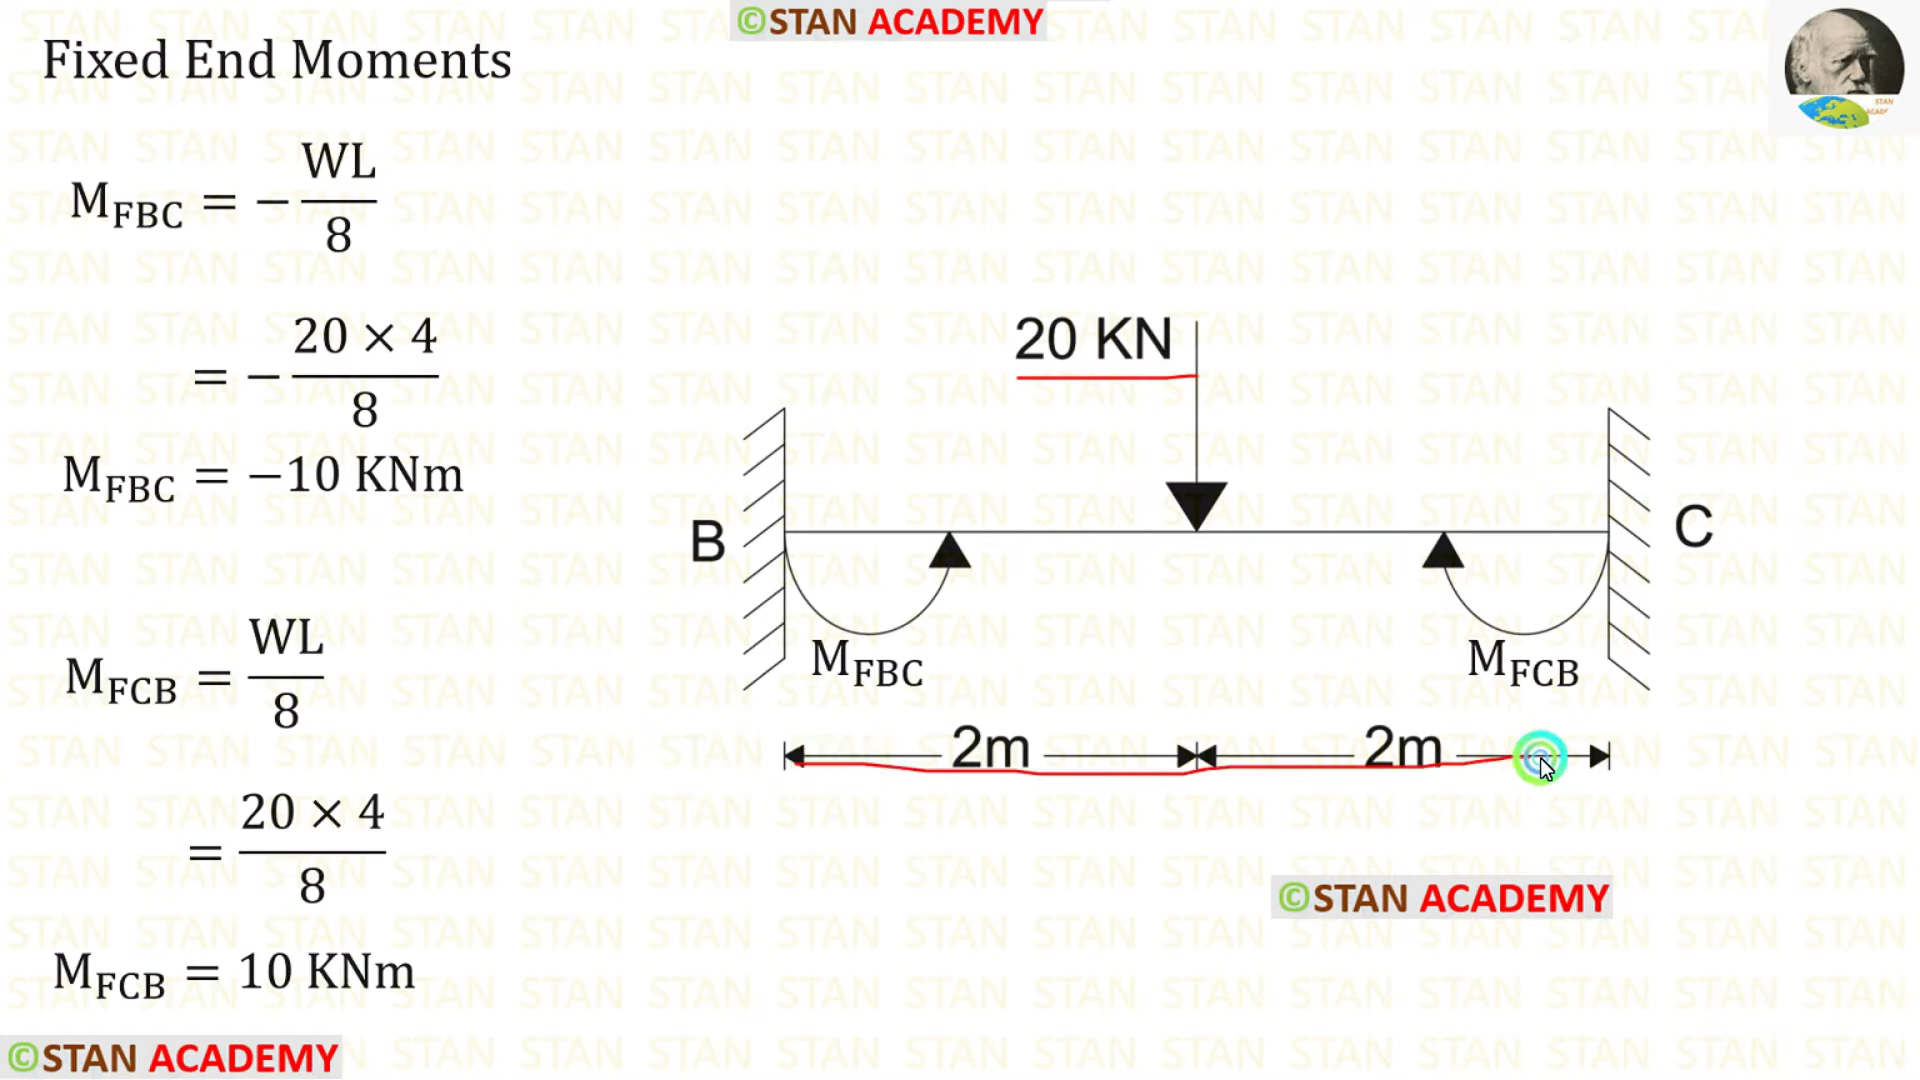 ©STAN ACADEMY
Fixed End Moments
M_FBC = − WL/8
= − (20 × 4)/8
M_FBC = −10 KNm
M_FCB = WL/8
= (20 × 4)/8
M_FCB = 10 KNm
20 KN
B
C
M_FBC
M_FCB
2m
2m
©STAN ACADEMY
©STAN ACADEMY
STAN